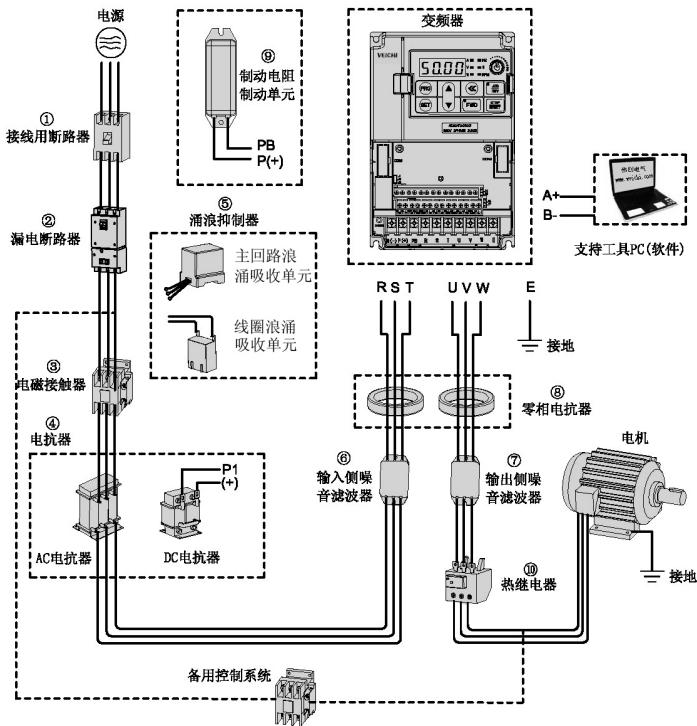 电源
①
接线用断路器
②
漏电断路器
③
电磁接触器
④
电抗器
AC电抗器
P1
(+)
DC电抗器
⑨
制动电阻
制动单元
PB
P(+)
⑤
涌浪抑制器
主回路浪
涌吸收单元
线圈浪涌
吸收单元
变频器
VEICHI
50.00
PRG
SET
FWD
R S T
U V W
E
接地
A+
B-
支持工具PC(软件)
⑧
零相电抗器
⑥
输入侧噪
音滤波器
⑦
输出侧噪
音滤波器
电机
接地
⑩
热继电器
备用控制系统